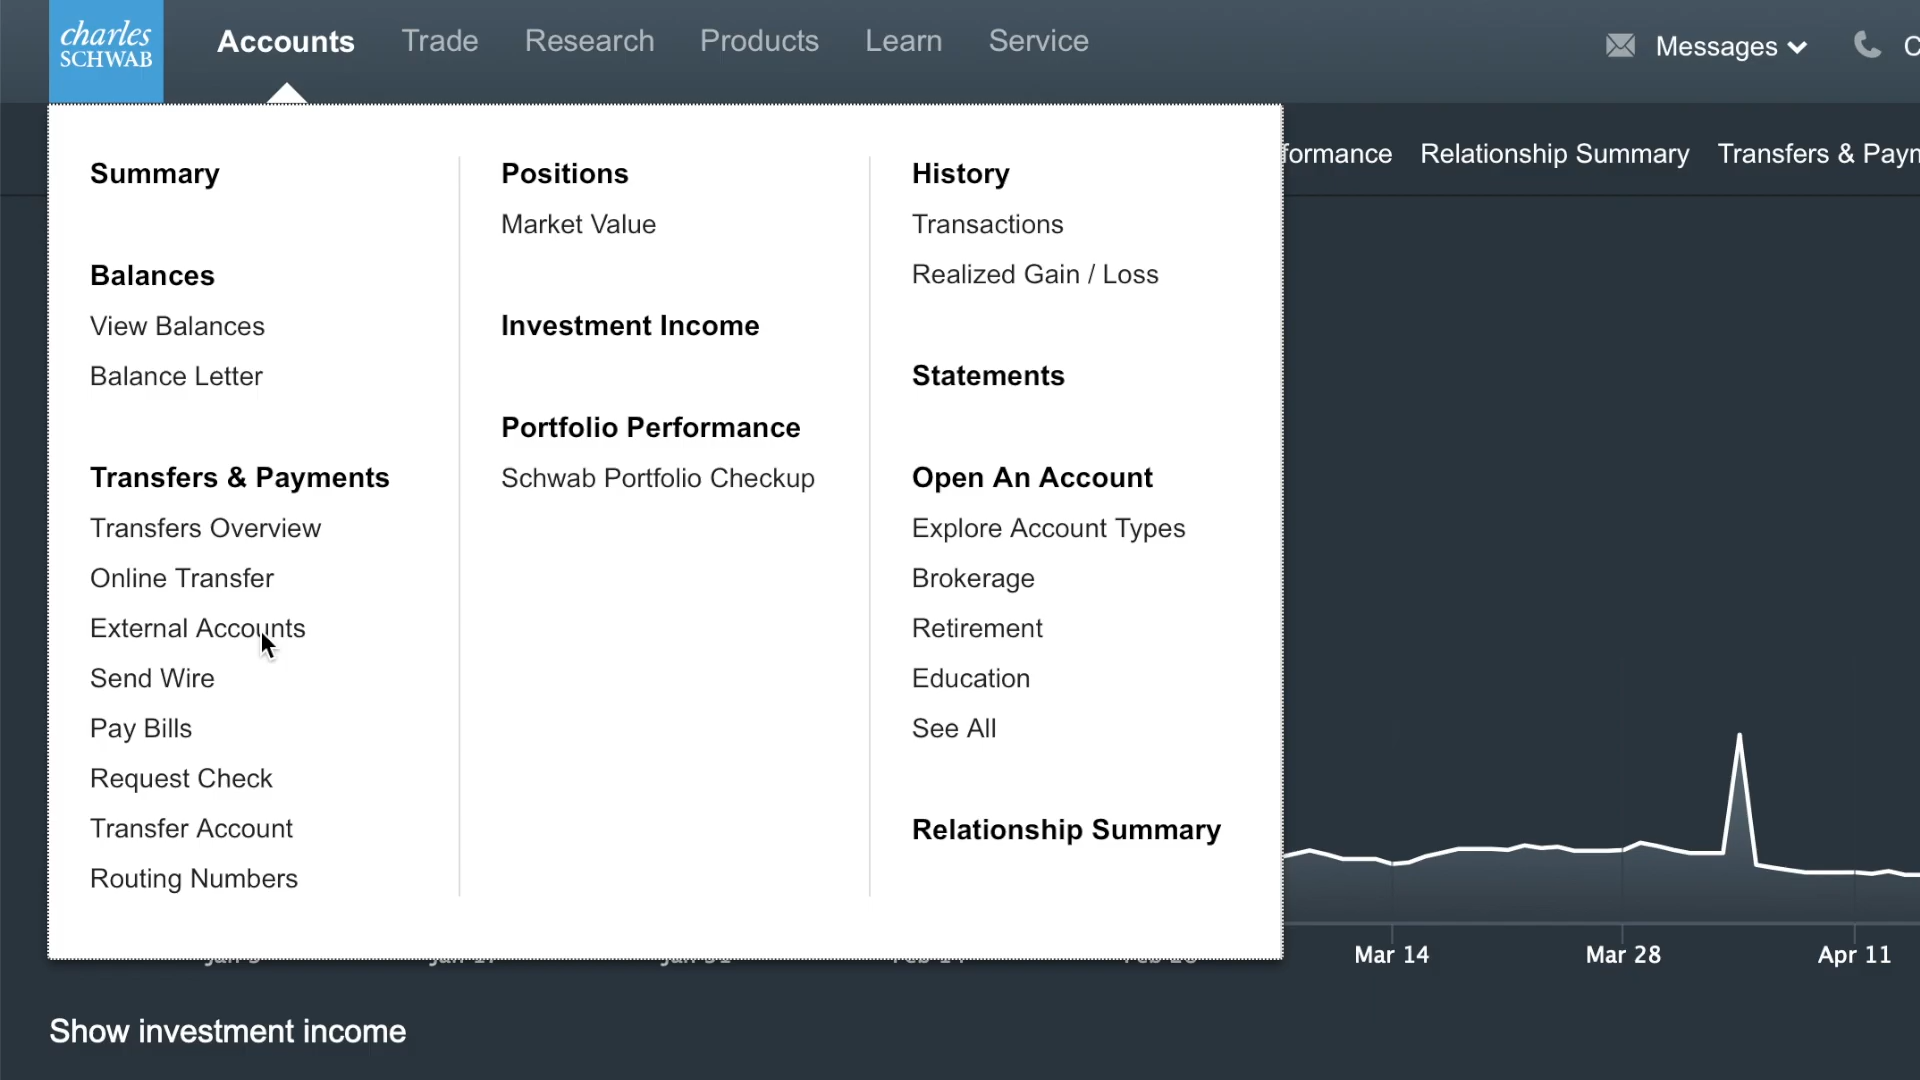 charles
SCHWAB
Accounts
Trade
Research
Products
Learn
Service
Messages
Summary
Balances
View Balances
Balance Letter
Transfers & Payments
Transfers Overview
Online Transfer
External Accounts
Send Wire
Pay Bills
Request Check
Transfer Account
Routing Numbers
Positions
Market Value
Investment Income
Portfolio Performance
Schwab Portfolio Checkup
History
Transactions
Realized Gain / Loss
Statements
Open An Account
Explore Account Types
Brokerage
Retirement
Education
See All
Relationship Summary
formance
Relationship Summary
Transfers & Paym
Mar 14
Mar 28
Apr 11
Show investment income